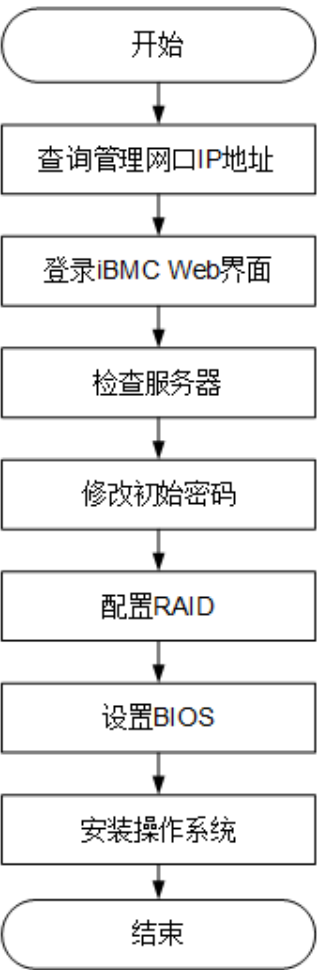 开始
查询管理网口IP地址
登录iBMC Web界面
检查服务器
修改初始密码
配置RAID
设置BIOS
安装操作系统
结束